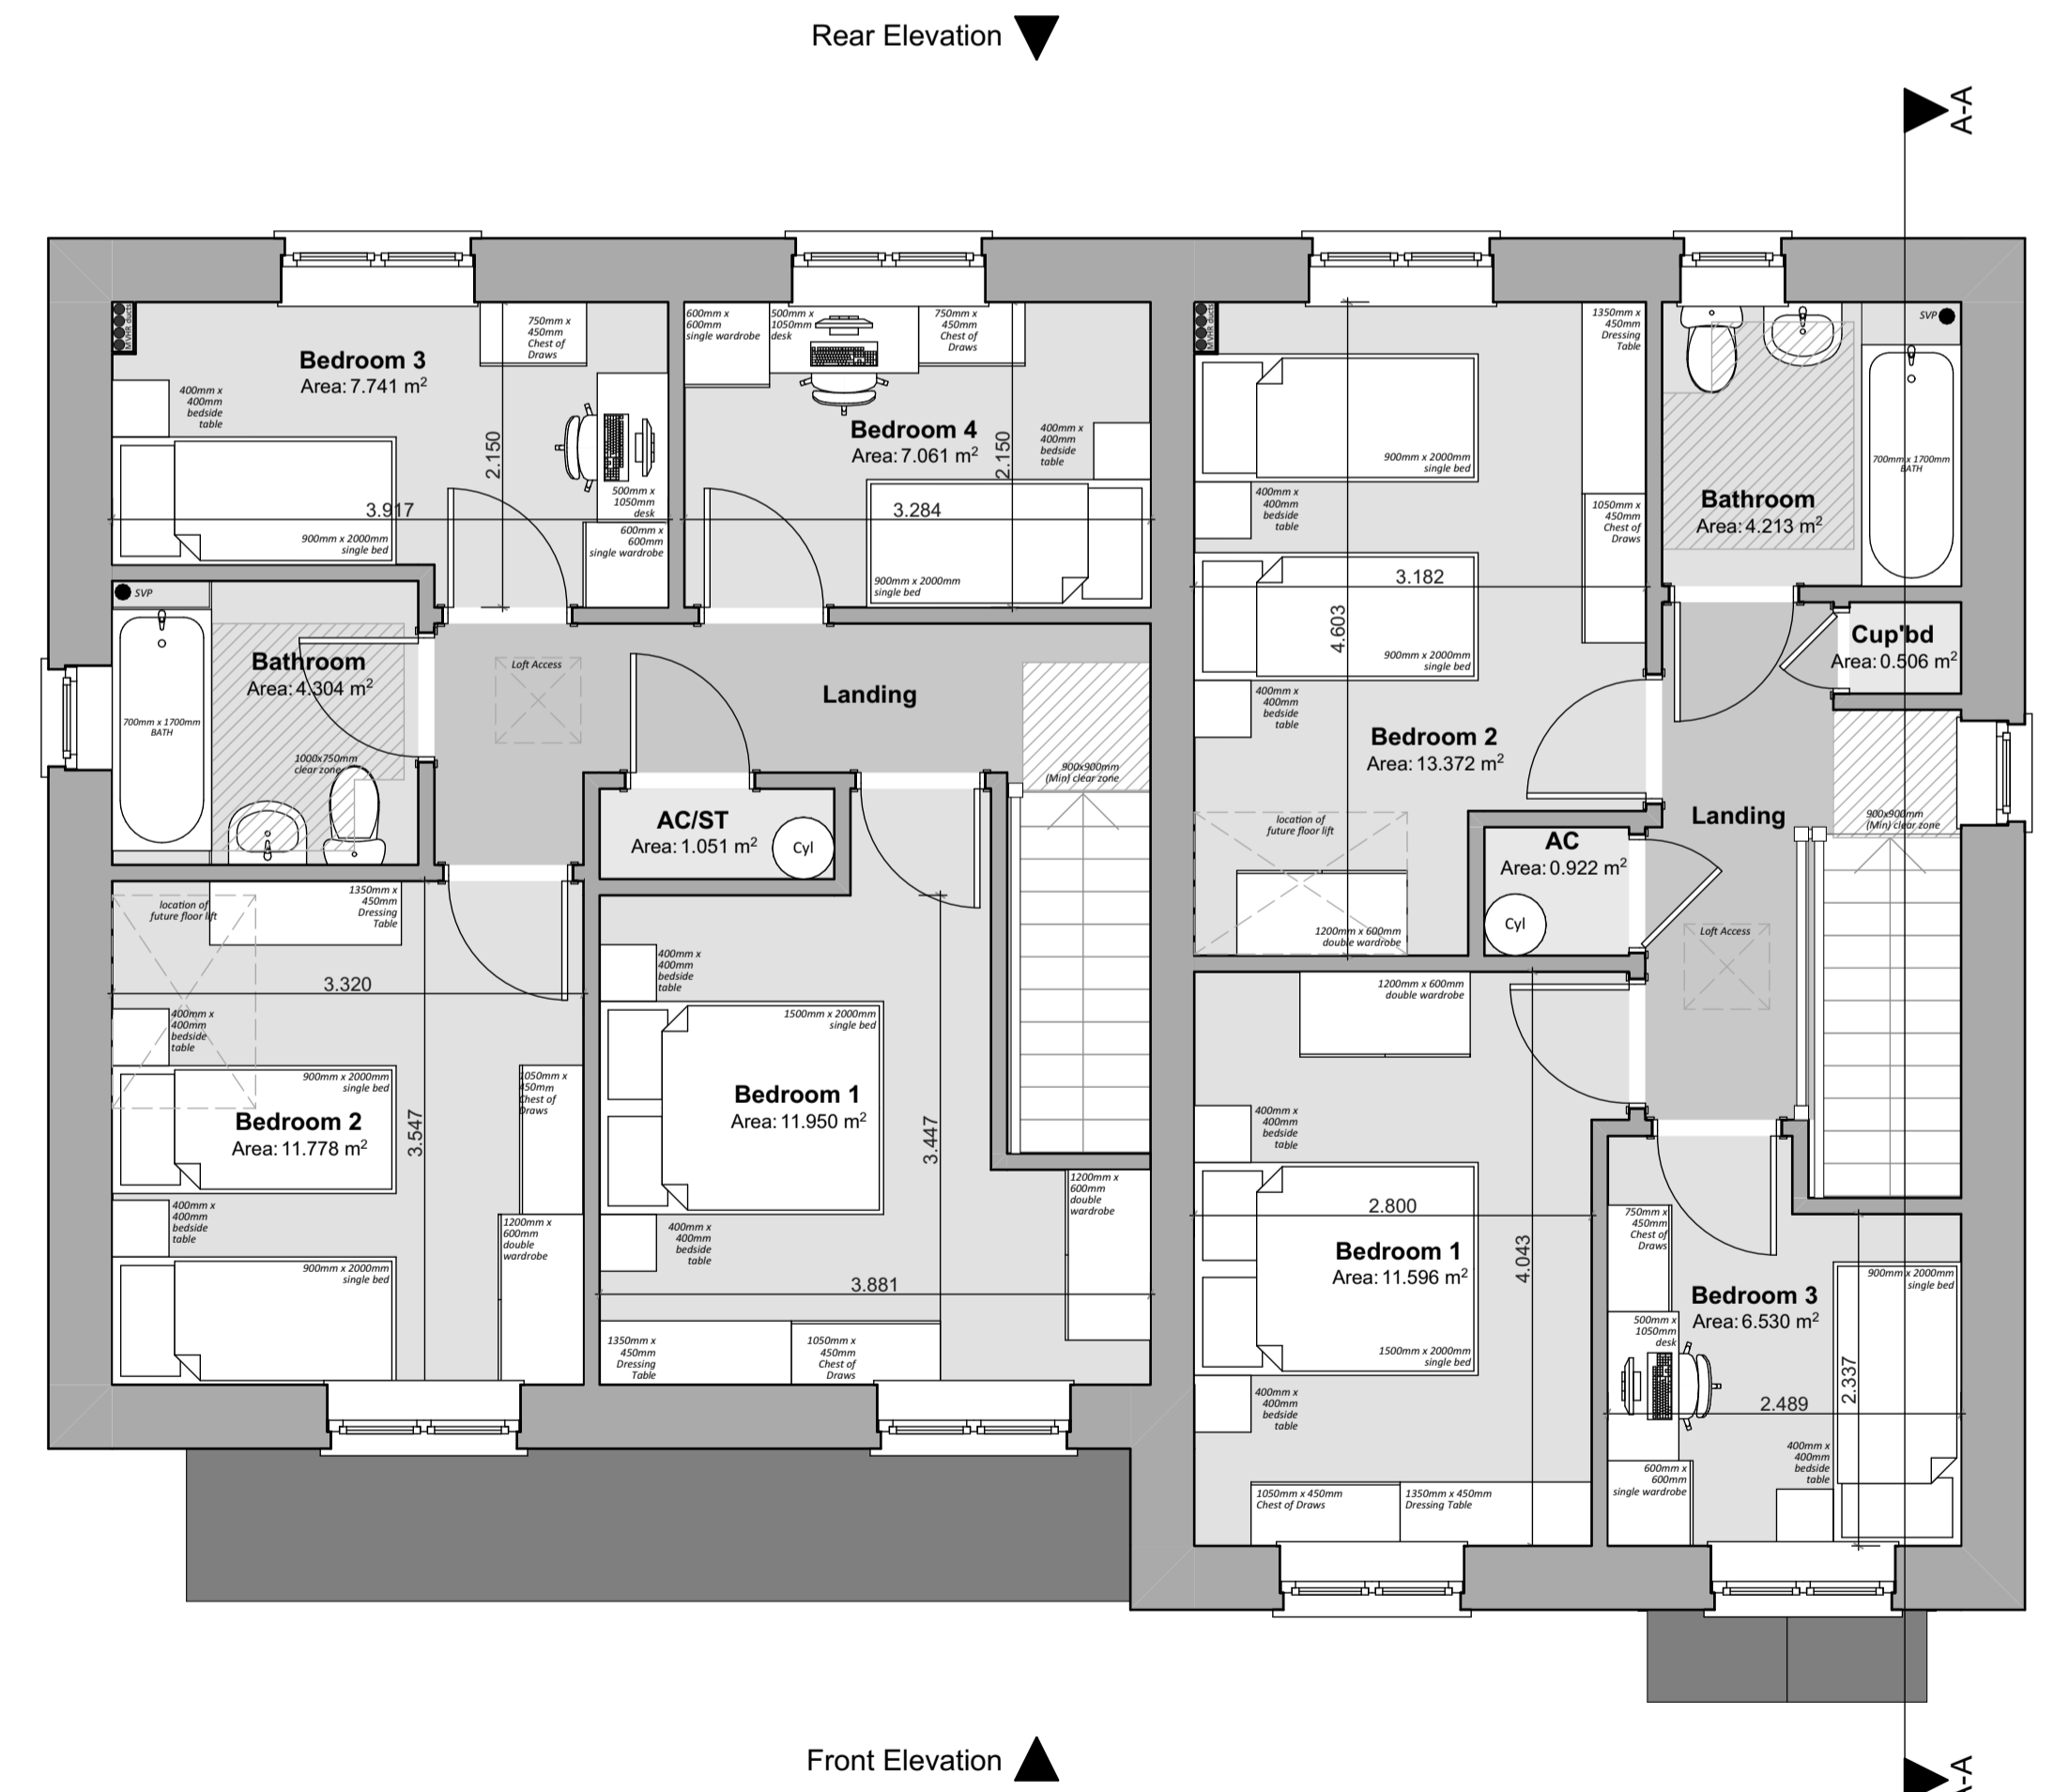 Rear Elevation
A-A
MVHR ducts
Bedroom 3
Area: 7.741 m²
750mm x
450mm
Chest of
Draws
400mm x
400mm
bedside
table
2.150
3.917
500mm x
1050mm
desk
600mm x
600mm
single wardrobe
900mm x 2000mm
single bed
600mm x
600mm
single wardrobe
500mm x
1050mm
desk
750mm x
450mm
Chest of
Draws
Bedroom 4
Area: 7.061 m²
400mm x
400mm
bedside
table
2.150
3.284
900mm x 2000mm
single bed
MVHR ducts
1350mm x
450mm
Dressing
Table
900mm x 2000mm
single bed
400mm x
400mm
bedside
table
1050mm x
450mm
Chest of
Draws
3.182
4.603
900mm x 2000mm
single bed
400mm x
400mm
bedside
table
Bedroom 2
Area: 13.372 m²
location of
future floor lift
1200mm x 600mm
double wardrobe
SVP
700mm x 1700mm
BATH
Bathroom
Area: 4.213 m²
Cup'bd
Area: 0.506 m²
Landing
900x900mm
(Min) clear zone
AC
Area: 0.922 m²
Cyl
Loft Access
SVP
Bathroom
Area: 4.304 m²
700mm x 1700mm
BATH
1000x750mm
clear zone
Loft Access
Landing
900x900mm
(Min) clear zone
AC/ST
Area: 1.051 m²
Cyl
location of
future floor lift
1350mm x
450mm
Dressing
Table
3.320
400mm x
400mm
bedside
table
900mm x 2000mm
single bed
Bedroom 2
Area: 11.778 m²
3.547
1050mm x
450mm
Chest of
Draws
400mm x
400mm
bedside
table
1200mm x
600mm
double
wardrobe
900mm x 2000mm
single bed
400mm x
400mm
bedside
table
1500mm x 2000mm
single bed
Bedroom 1
Area: 11.950 m²
3.447
1200mm x
600mm
double
wardrobe
400mm x
400mm
bedside
table
3.881
1350mm x
450mm
Dressing
Table
1050mm x
450mm
Chest of
Draws
1200mm x 600mm
double wardrobe
400mm x
400mm
bedside
table
2.800
Bedroom 1
Area: 11.596 m²
4.043
1500mm x 2000mm
single bed
400mm x
400mm
bedside
table
1050mm x 450mm
Chest of Draws
1350mm x 450mm
Dressing Table
750mm x
450mm
Chest of
Draws
900mm x 2000mm
single bed
Bedroom 3
Area: 6.530 m²
500mm x
1050mm
desk
2.337
2.489
400mm x
400mm
bedside
table
600mm x
600mm
single wardrobe
Front Elevation
A-A